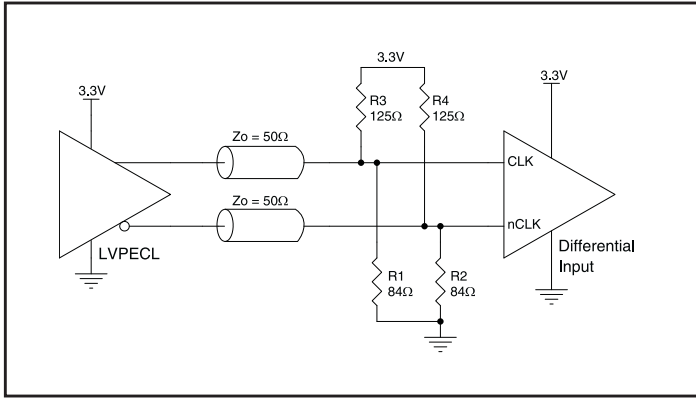 3.3V
3.3V
3.3V
R3
125Ω
R4
125Ω
Zo = 50Ω
CLK
Zo = 50Ω
nCLK
LVPECL
Differential
Input
R1
84Ω
R2
84Ω